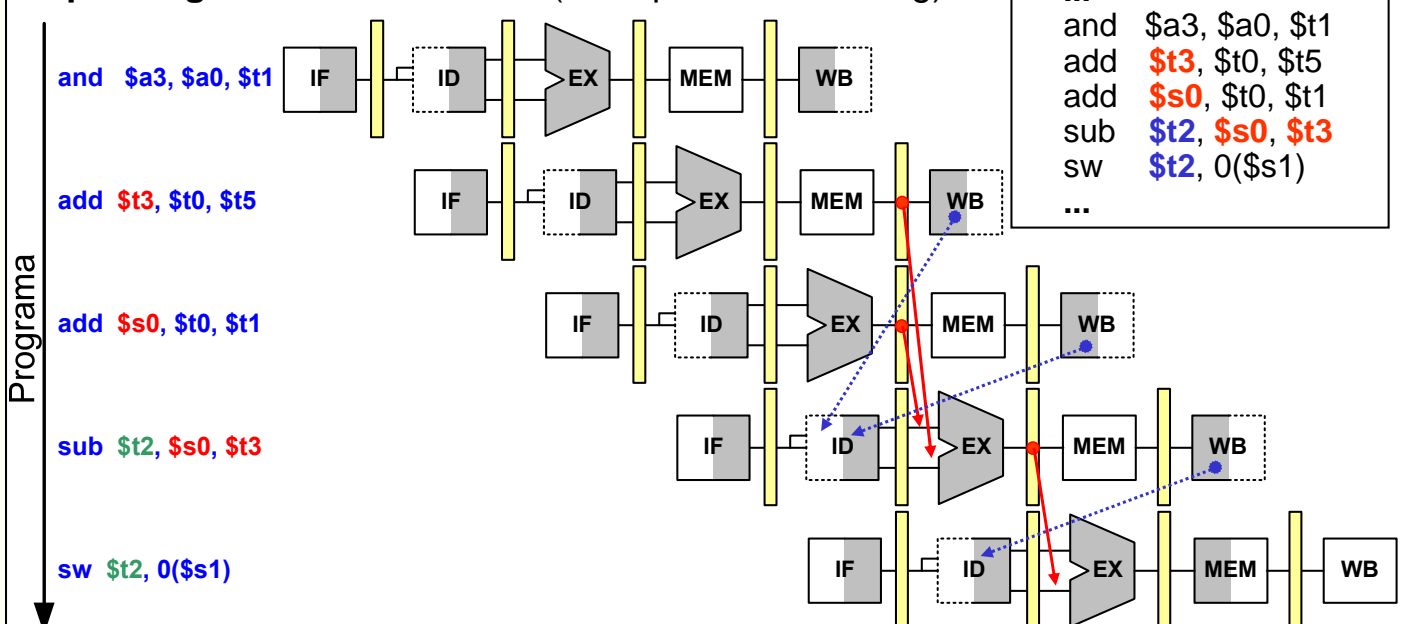 ...
and $a3, $a0, $t1
add $t3, $t0, $t5
add $s0, $t0, $t1
sub $t2, $s0, $t3
sw $t2, 0($s1)
...
Programa
and $a3, $a0, $t1 IF ID EX MEM WB
add $t3, $t0, $t5 IF ID EX MEM WB
add $s0, $t0, $t1 IF ID EX MEM WB
sub $t2, $s0, $t3 IF ID EX MEM WB
sw $t2, 0($s1) IF ID EX MEM WB